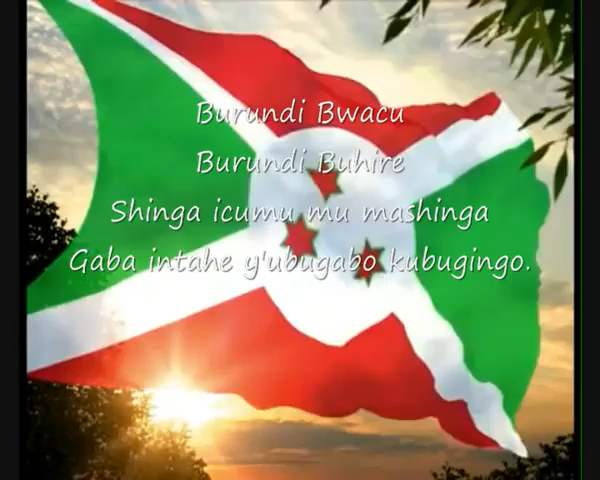 Burundi Bwacu
Burundi Buhire
Shinga icumu mu mashinga
Gaba intahe y'ubugabo kubugingo.